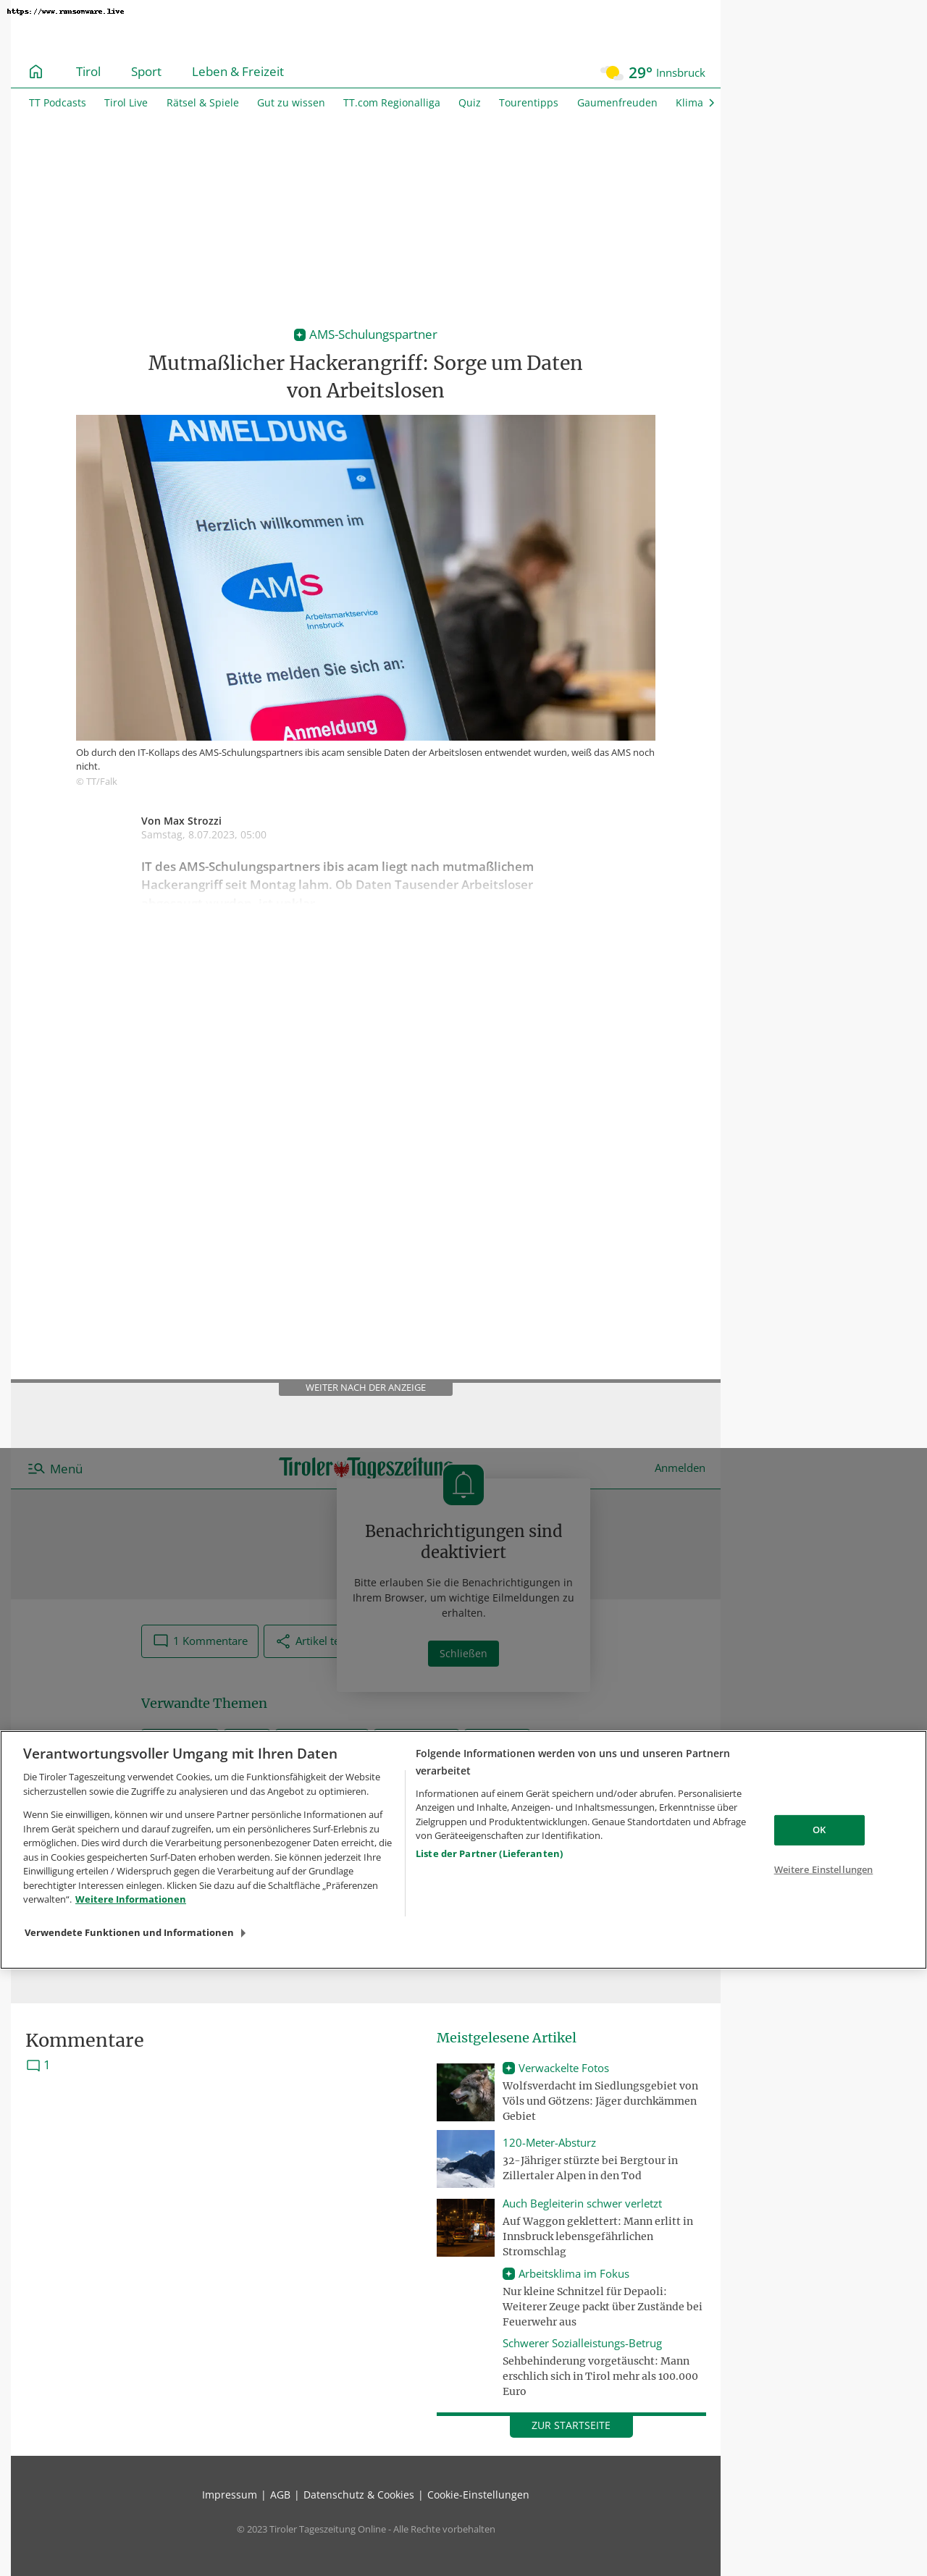 https://www.ransomware.live
Tirol
Sport
Leben & Freizeit
29° Innsbruck
TT Podcasts
Tirol Live
Rätsel & Spiele
Gut zu wissen
TT.com Regionalliga
Quiz
Tourentipps
Gaumenfreuden
Klima
AMS-Schulungspartner
Mutmaßlicher Hackerangriff: Sorge um Daten
von Arbeitslosen
ANMELDUNG
Herzlich willkommen im
AMS
Arbeitsmarktservice
Innsbruck
Bitte melden Sie sich an:
Anmeldung
Ob durch den IT-Kollaps des AMS-Schulungspartners ibis acam sensible Daten der Arbeitslosen entwendet wurden, weiß das AMS noch
nicht.
© TT/Falk
Von Max Strozzi
Samstag, 8.07.2023, 05:00
IT des AMS-Schulungspartners ibis acam liegt nach mutmaßlichem
Hackerangriff seit Montag lahm. Ob Daten Tausender Arbeitsloser
WEITER NACH DER ANZEIGE
Menü
Tiroler Tageszeitung
Anmelden
Benachrichtigungen sind
deaktiviert
Bitte erlauben Sie die Benachrichtigungen in
Ihrem Browser, um wichtige Eilmeldungen zu
erhalten.
Schließen
1 Kommentare
Artikel te
Verwandte Themen
Verantwortungsvoller Umgang mit Ihren Daten
Die Tiroler Tageszeitung verwendet Cookies, um die Funktionsfähigkeit der Website
sicherzustellen sowie die Zugriffe zu analysieren und das Angebot zu optimieren.
Wenn Sie einwilligen, können wir und unsere Partner persönliche Informationen auf
Ihrem Gerät speichern und darauf zugreifen, um ein persönlicheres Surf-Erlebnis zu
ermöglichen. Dies wird durch die Verarbeitung personenbezogener Daten erreicht, die
aus in Cookies gespeicherten Surf-Daten erhoben werden. Sie können jederzeit Ihre
Einwilligung erteilen / Widerspruch gegen die Verarbeitung auf der Grundlage
berechtigter Interessen einlegen. Klicken Sie dazu auf die Schaltfläche „Präferenzen
verwalten“. Weitere Informationen
Verwendete Funktionen und Informationen
Folgende Informationen werden von uns und unseren Partnern
verarbeitet
Informationen auf einem Gerät speichern und/oder abrufen. Personalisierte
Anzeigen und Inhalte, Anzeigen- und Inhaltsmessungen, Erkenntnisse über
Zielgruppen und Produktentwicklungen. Genaue Standortdaten und Abfrage
von Geräteeigenschaften zur Identifikation.
Liste der Partner (Lieferanten)
OK
Weitere Einstellungen
Kommentare
1
Meistgelesene Artikel
Verwackelte Fotos
Wolfsverdacht im Siedlungsgebiet von
Völs und Götzens: Jäger durchkämmen
Gebiet
120-Meter-Absturz
32-Jähriger stürzte bei Bergtour in
Zillertaler Alpen in den Tod
Auch Begleiterin schwer verletzt
Auf Waggon geklettert: Mann erlitt in
Innsbruck lebensgefährlichen
Stromschlag
Arbeitsklima im Fokus
Nur kleine Schnitzel für Depaoli:
Weiterer Zeuge packt über Zustände bei
Feuerwehr aus
Schwerer Sozialleistungs-Betrug
Sehbehinderung vorgetäuscht: Mann
erschlich sich in Tirol mehr als 100.000
Euro
ZUR STARTSEITE
Impressum | AGB | Datenschutz & Cookies | Cookie-Einstellungen
© 2023 Tiroler Tageszeitung Online - Alle Rechte vorbehalten